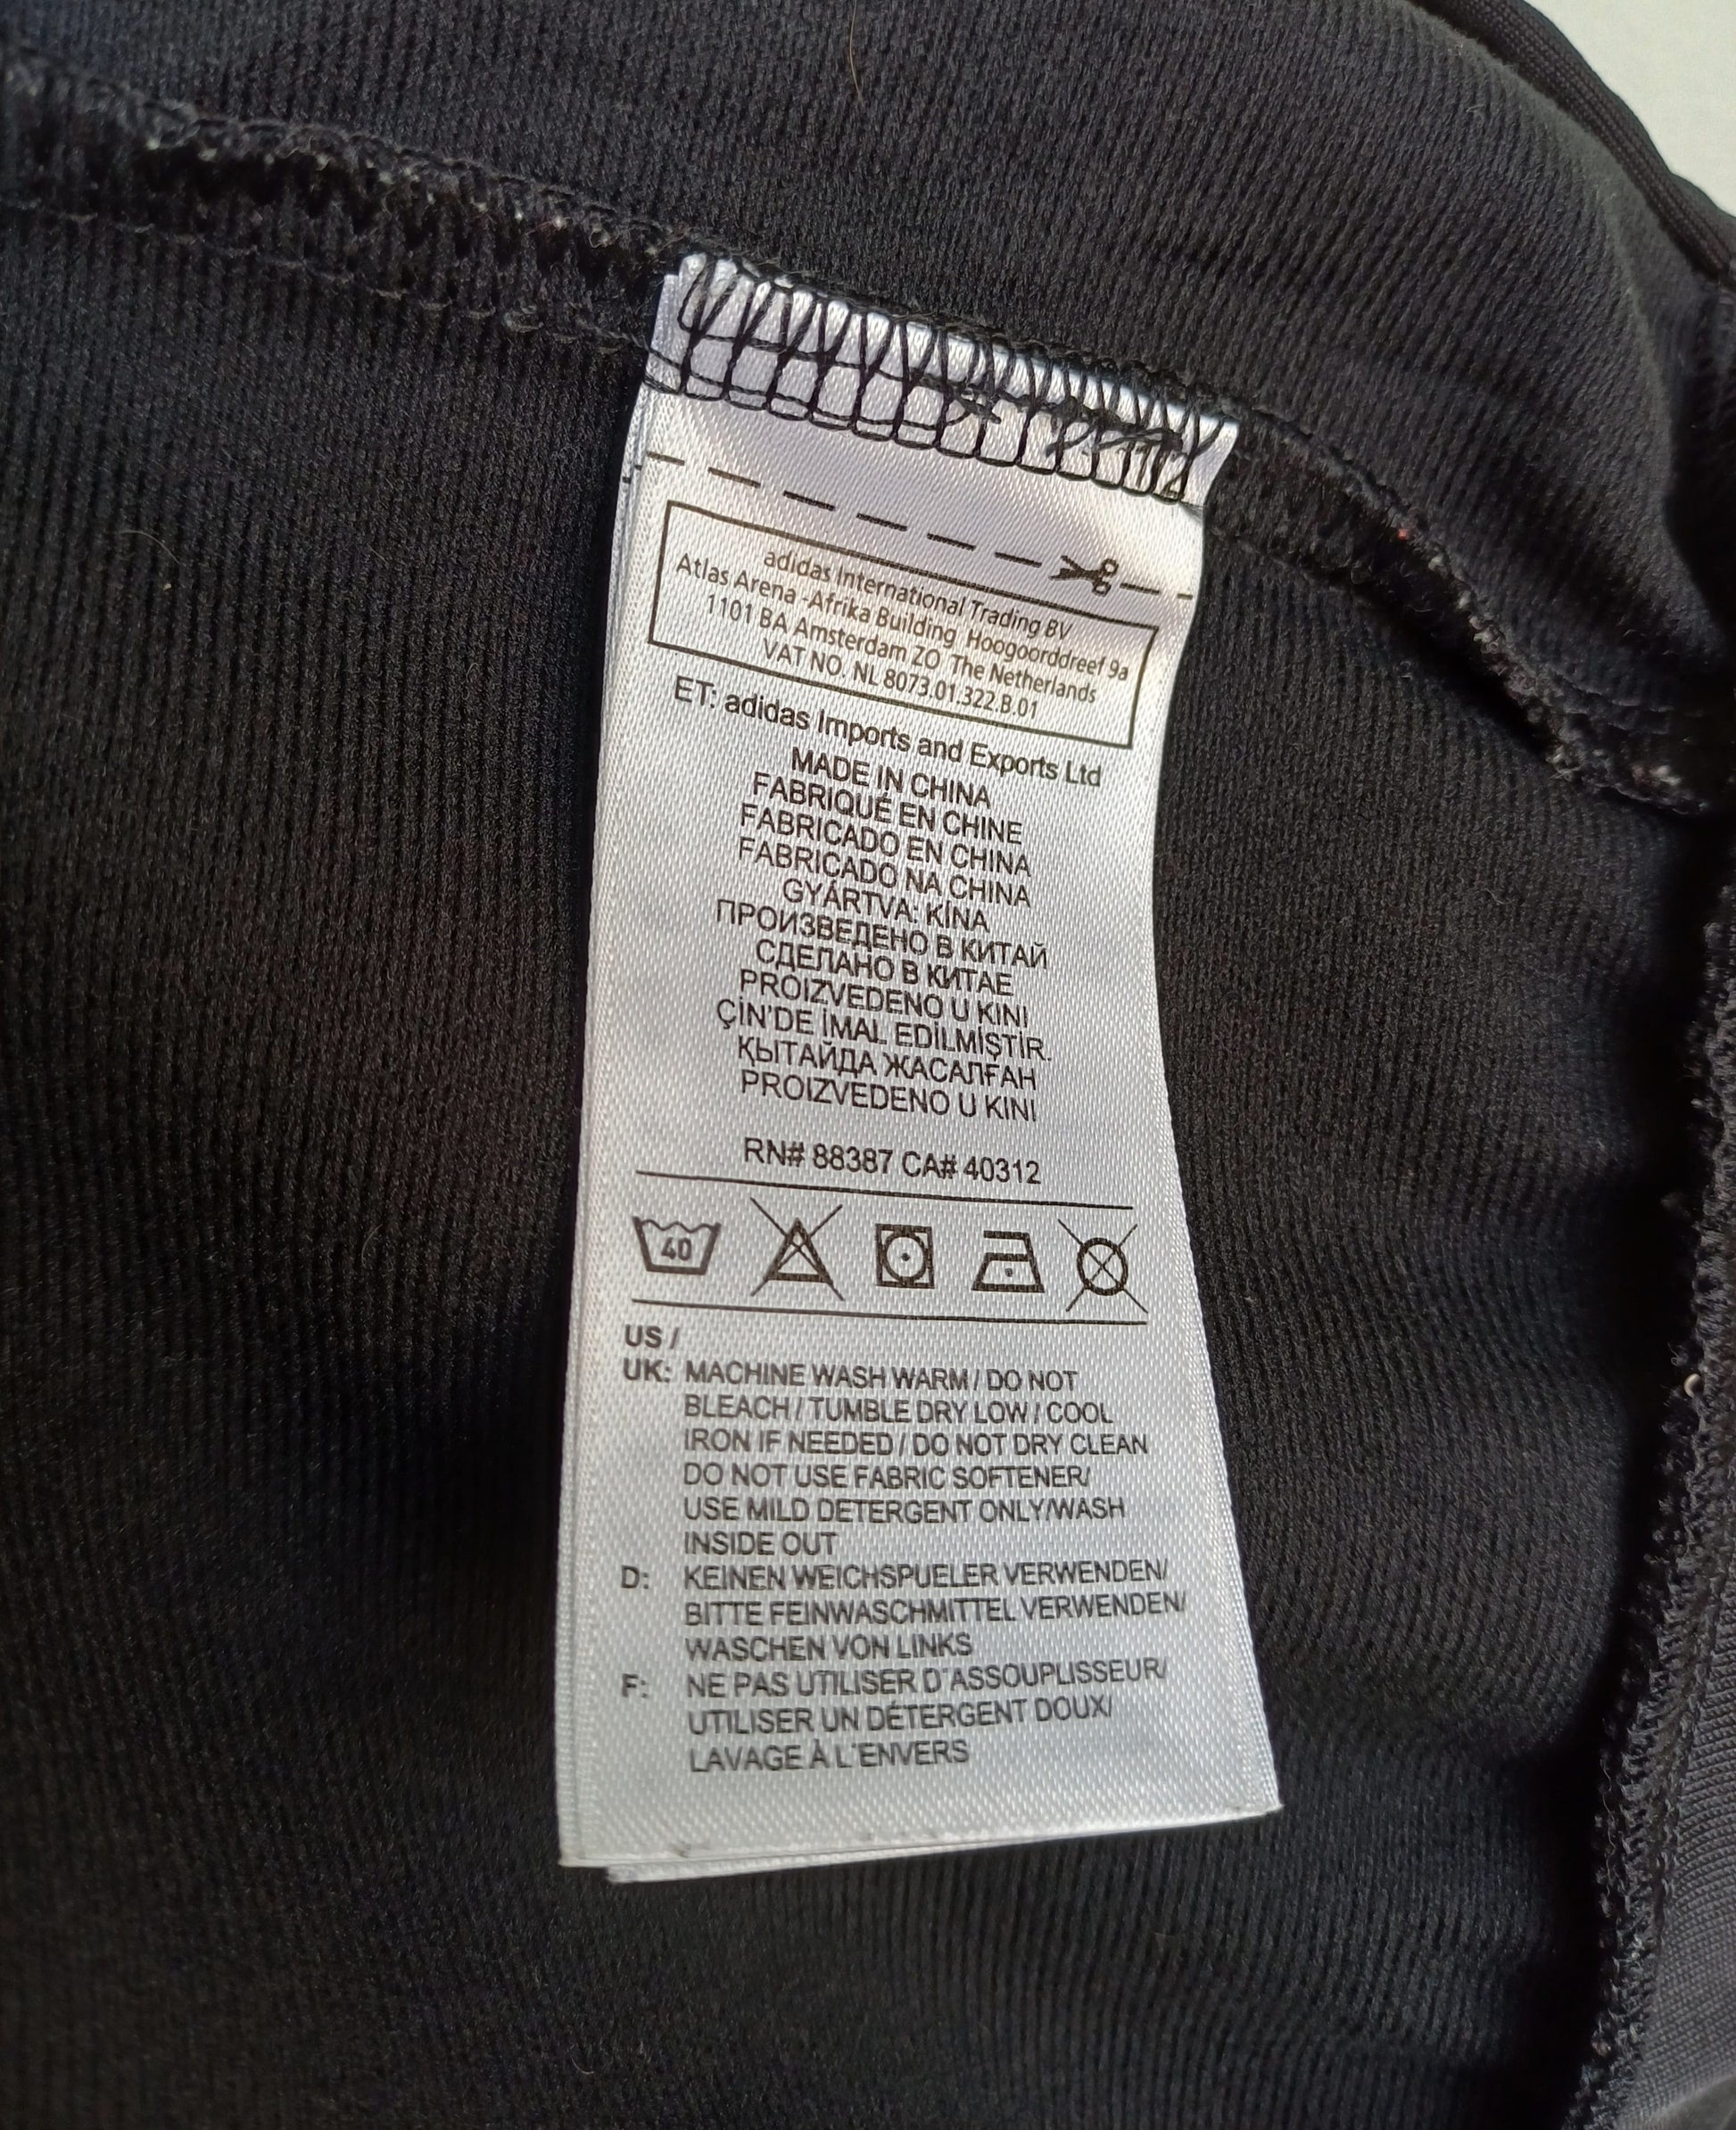 adidas International Trading BV
Atlas Arena -Afrika Building Hoogoorddreef 9a
1101 BA Amsterdam ZO The Netherlands
VAT NO. NL 8073.01.322.B.01
ET: adidas Imports and Exports Ltd
MADE IN CHINA
FABRIQUÉ EN CHINE
FABRICADO EN CHINA
FABRICADO NA CHINA
GYÁRTVA: KÍNA
ПРОИЗВЕДЕНО В КИТАЙ
СДЕЛАНО В КИТАЕ
PROIZVEDENO U KINI
ÇİN'DE İMAL EDİLMİŞTİR.
ҚЫТАЙДА ЖАСАЛҒАН
PROIZVEDENO U KINI
RN# 88387 CA# 40312
40
US /
UK: MACHINE WASH WARM / DO NOT
BLEACH / TUMBLE DRY LOW / COOL
IRON IF NEEDED / DO NOT DRY CLEAN
DO NOT USE FABRIC SOFTENER/
USE MILD DETERGENT ONLY/WASH
INSIDE OUT
D: KEINEN WEICHSPUELER VERWENDEN/
BITTE FEINWASCHMITTEL VERWENDEN/
WASCHEN VON LINKS
F: NE PAS UTILISER D'ASSOUPLISSEUR/
UTILISER UN DÉTERGENT DOUX/
LAVAGE À L'ENVERS